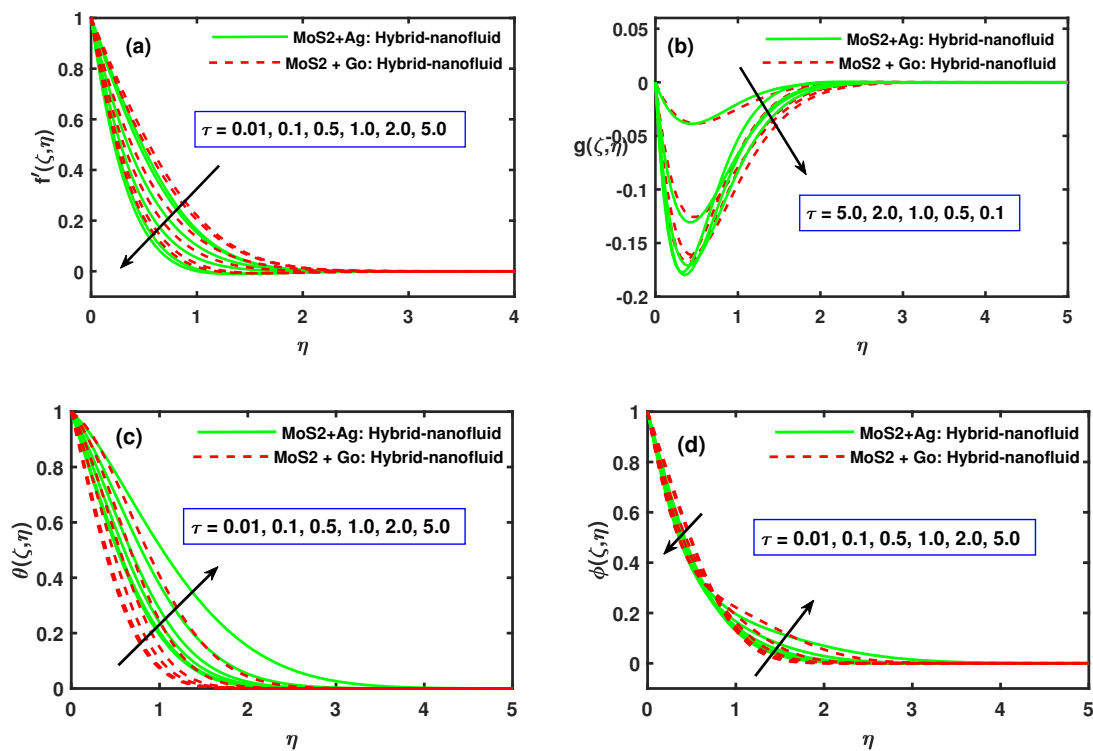 (a)
MoS2+Ag: Hybrid-nanofluid
MoS2 + Go: Hybrid-nanofluid
τ = 0.01, 0.1, 0.5, 1.0, 2.0, 5.0
f'(ζ,η)
1
0.8
0.6
0.4
0.2
0
0 1 2 3 4
η
(b)
MoS2+Ag: Hybrid-nanofluid
MoS2 + Go: Hybrid-nanofluid
τ = 5.0, 2.0, 1.0, 0.5, 0.1
g(ζ,η)
0.05
0
-0.05
-0.1
-0.15
-0.2
0 1 2 3 4 5
η
(c)
MoS2+Ag: Hybrid-nanofluid
MoS2 + Go: Hybrid-nanofluid
τ = 0.01, 0.1, 0.5, 1.0, 2.0, 5.0
θ(ζ,η)
1
0.8
0.6
0.4
0.2
0
0 1 2 3 4 5
η
(d)
MoS2+Ag: Hybrid-nanofluid
MoS2 + Go: Hybrid-nanofluid
τ = 0.01, 0.1, 0.5, 1.0, 2.0, 5.0
ϕ(ζ,η)
1
0.8
0.6
0.4
0.2
0
0 1 2 3 4 5
η